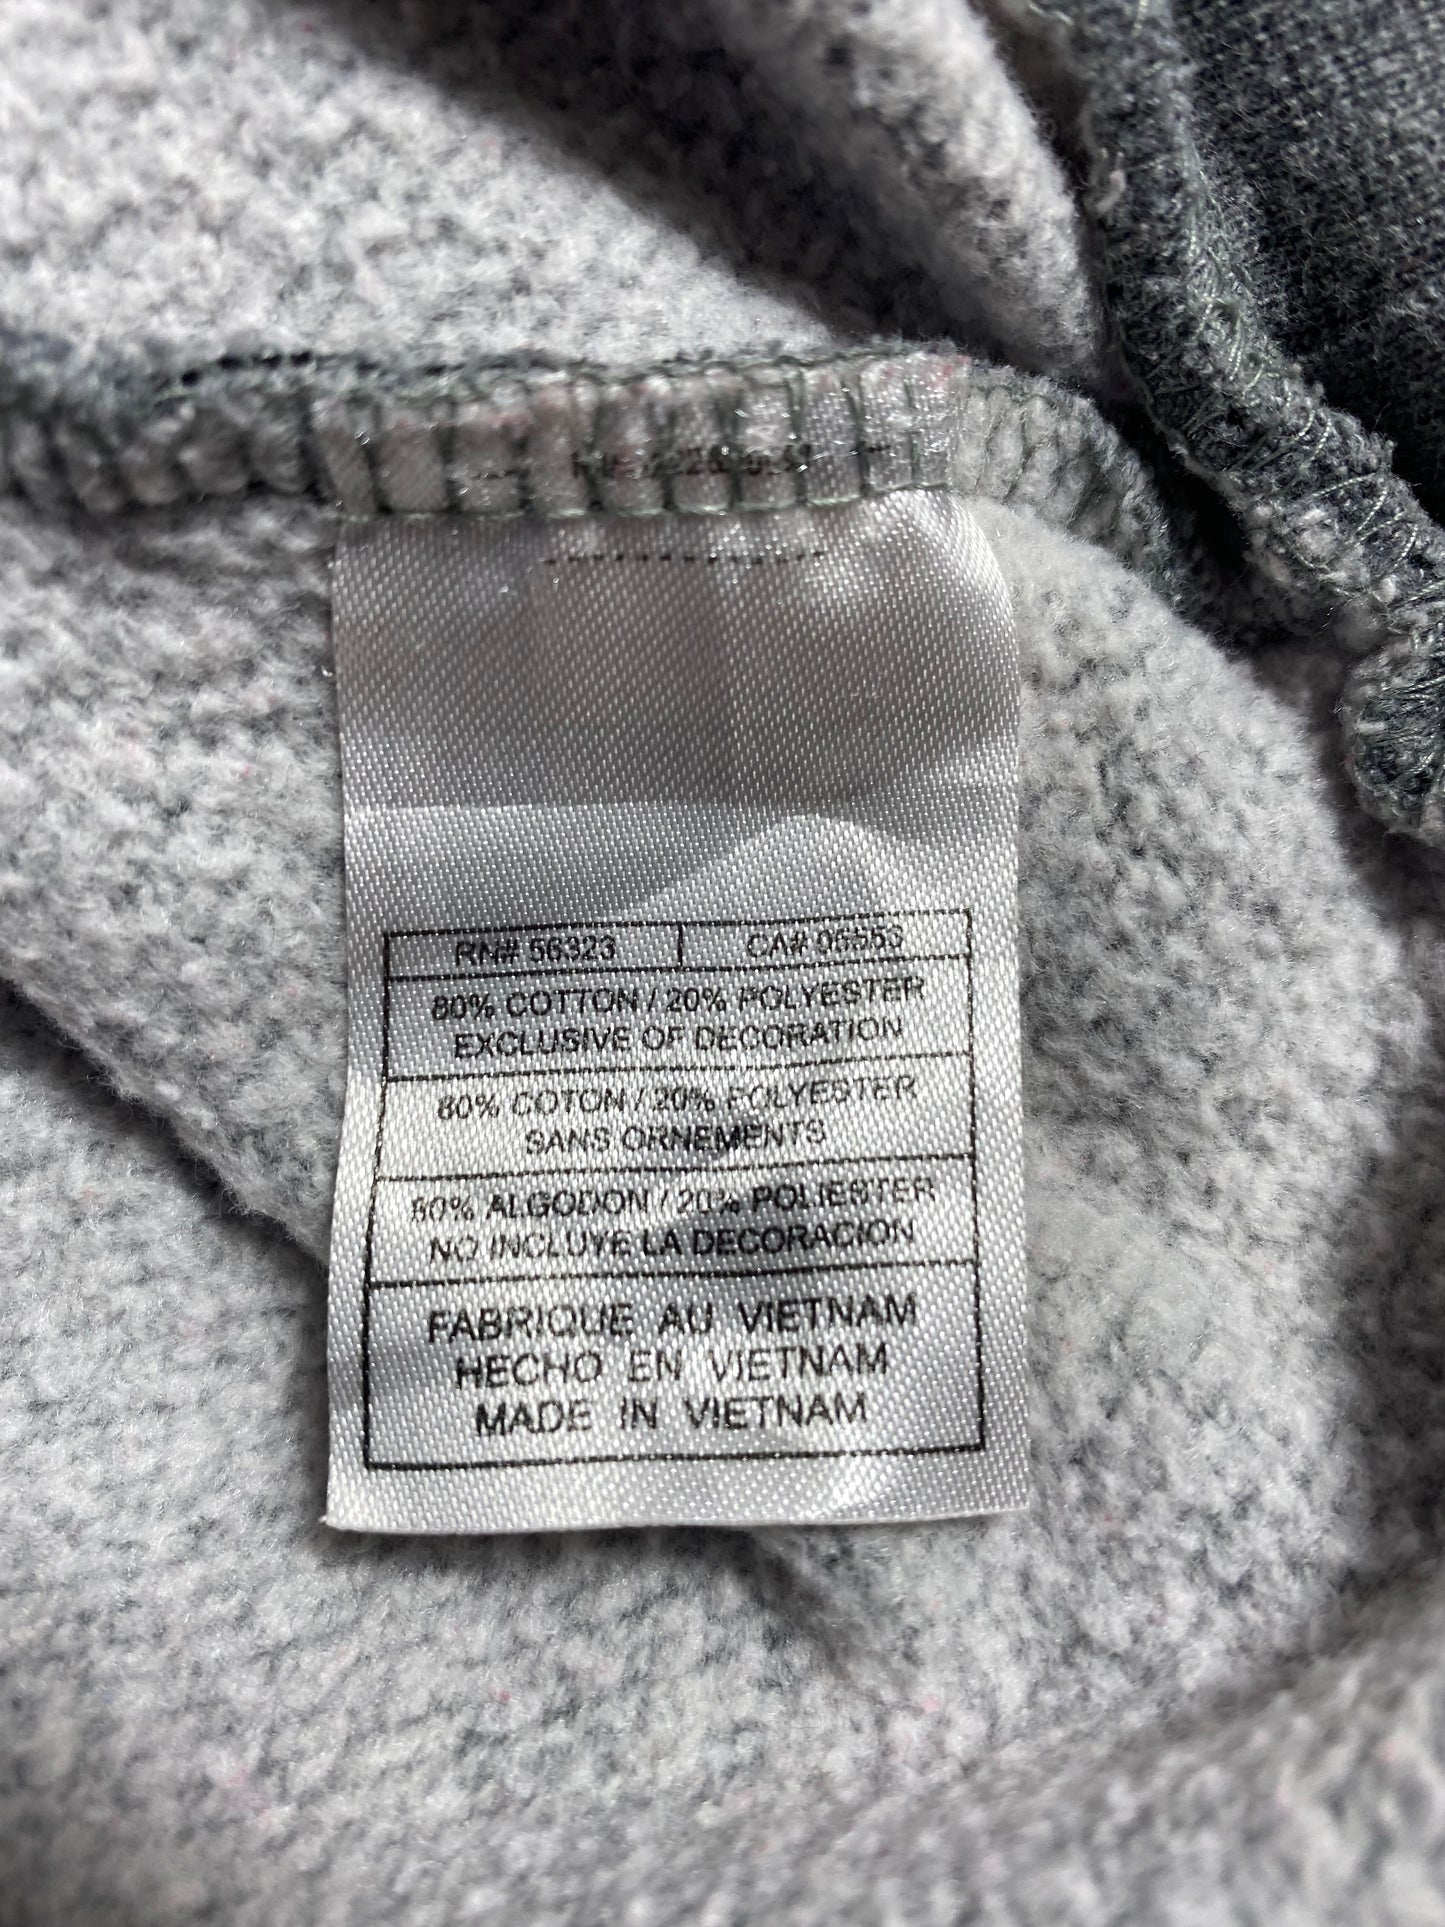 RN# 56323 CA# 05553
80% COTTON / 20% POLYESTER
EXCLUSIVE OF DECORATION
80% COTON / 20% POLYESTER
SANS ORNEMENTS
80% ALGODON / 20% POLIESTER
NO INCLUYE LA DECORACION
FABRIQUE AU VIETNAM
HECHO EN VIETNAM
MADE IN VIETNAM